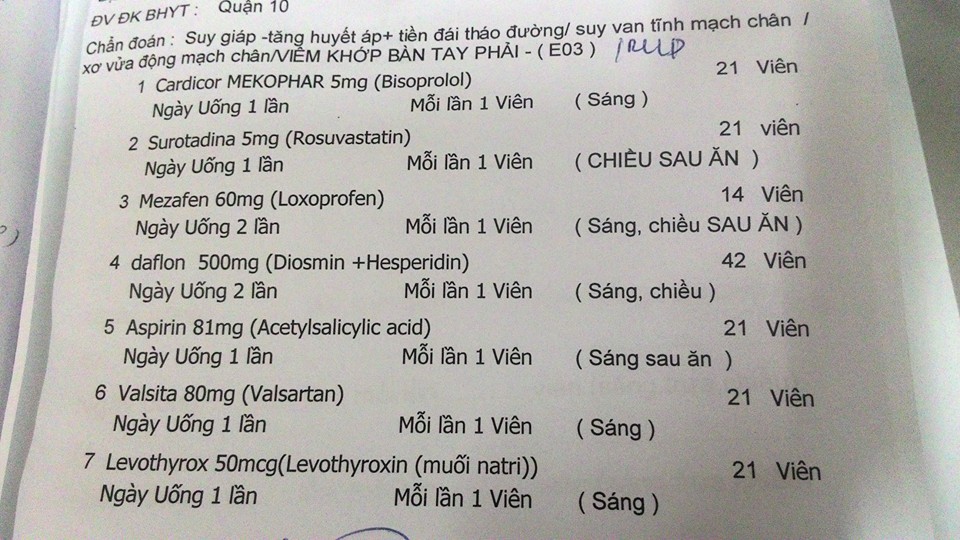 ĐV ĐK BHYT : Quận 10
Chẩn đoán : Suy giáp -tăng huyết áp+ tiền đái tháo đường/ suy van tĩnh mạch chân /
xơ vữa động mạch chân/VIÊM KHỚP BÀN TAY PHẢI - ( E03 )
1 Cardicor MEKOPHAR 5mg (Bisoprolol) 21 Viên
Ngày Uống 1 lần Mỗi lần 1 Viên ( Sáng )
2 Surotadina 5mg (Rosuvastatin) 21 viên
Ngày Uống 1 lần Mỗi lần 1 Viên ( CHIỀU SAU ĂN )
3 Mezafen 60mg (Loxoprofen) 14 Viên
Ngày Uống 2 lần Mỗi lần 1 Viên ( Sáng, chiều SAU ĂN )
4 daflon 500mg (Diosmin +Hesperidin) 42 Viên
Ngày Uống 2 lần Mỗi lần 1 Viên ( Sáng, chiều )
5 Aspirin 81mg (Acetylsalicylic acid) 21 Viên
Ngày Uống 1 lần Mỗi lần 1 Viên ( Sáng sau ăn )
6 Valsita 80mg (Valsartan) 21 Viên
Ngày Uống 1 lần Mỗi lần 1 Viên ( Sáng )
7 Levothyrox 50mcg(Levothyroxin (muối natri)) 21 Viên
Ngày Uống 1 lần Mỗi lần 1 Viên ( Sáng )